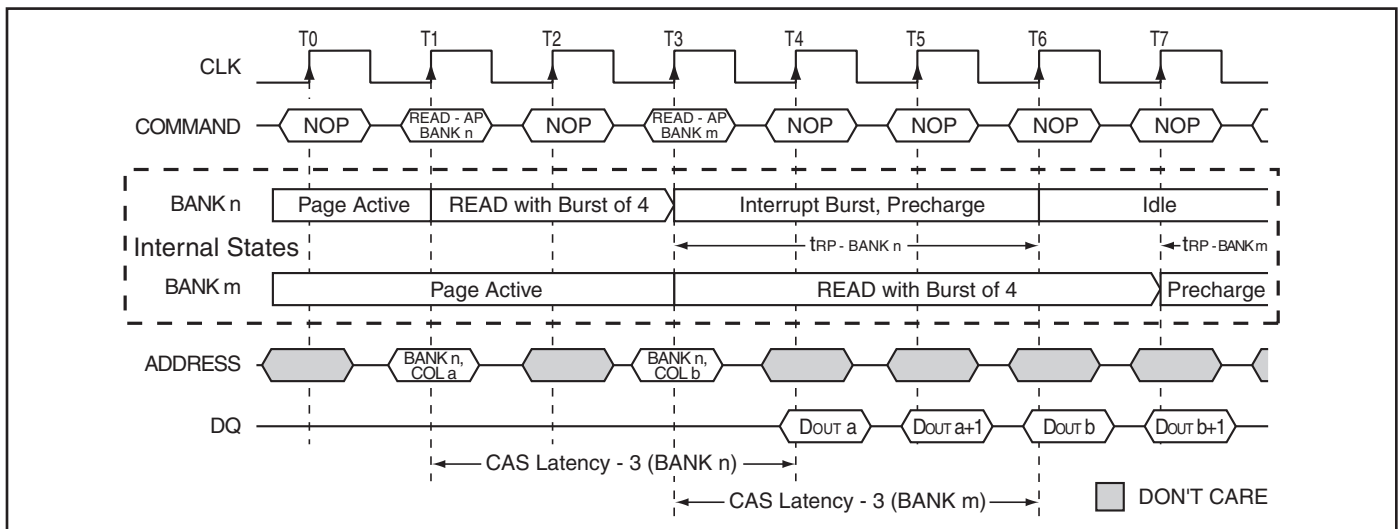 T0 T1 T2 T3 T4 T5 T6 T7
CLK
COMMAND NOP READ - AP BANK n NOP READ - AP BANK m NOP NOP NOP NOP
BANK n Page Active READ with Burst of 4 Interrupt Burst, Precharge Idle
Internal States tRP - BANK n tRP - BANK m
BANK m Page Active READ with Burst of 4 Precharge
ADDRESS BANK n, COL a BANK n, COL b
DQ DOUT a DOUT a+1 DOUT b DOUT b+1
CAS Latency - 3 (BANK n)
CAS Latency - 3 (BANK m) DON'T CARE